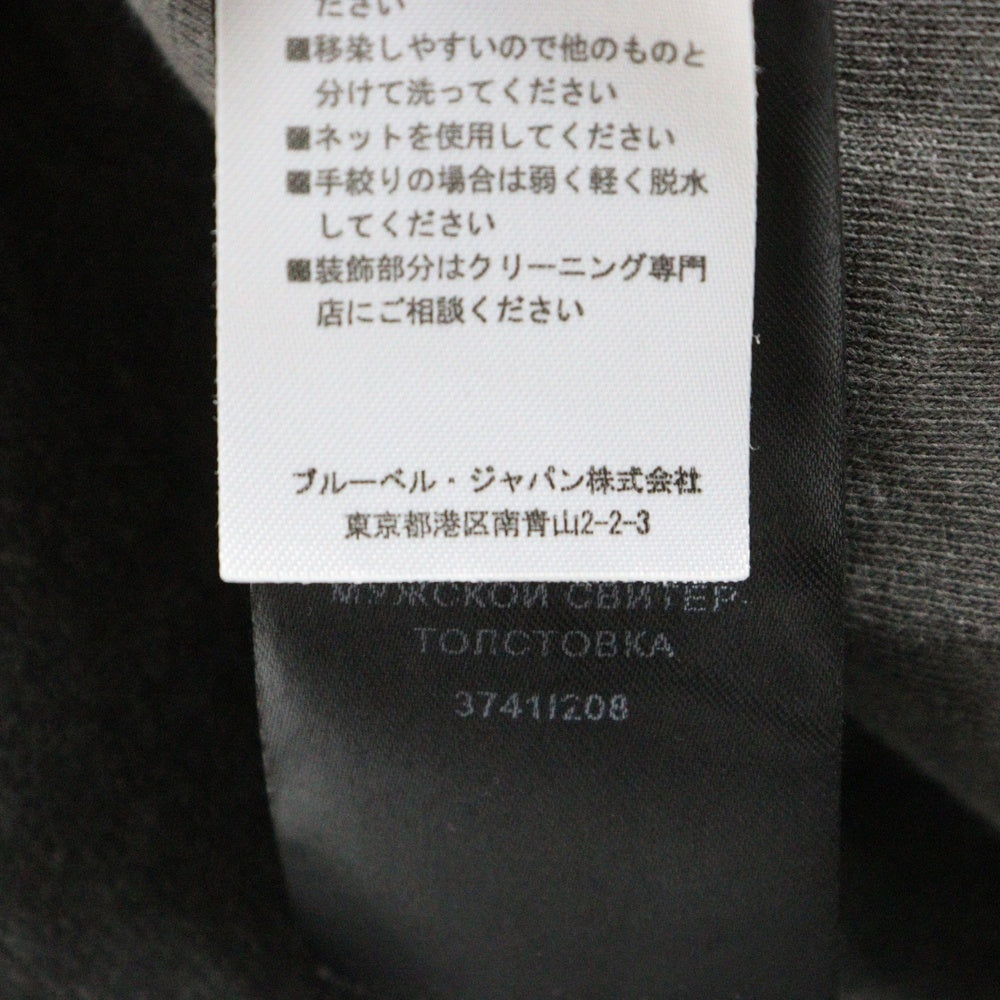 ださい
■移染しやすいので他のものと
分けて洗ってください
■ネットを使用してください
■手絞りの場合は弱く軽く脱水
してください
■装飾部分はクリーニング専門
店にご相談ください
ブルーベル・ジャパン株式会社
東京都港区南青山2-2-3
МУЖСКОЙ СВИТЕР-
ТОЛСТОВКА
3741I208